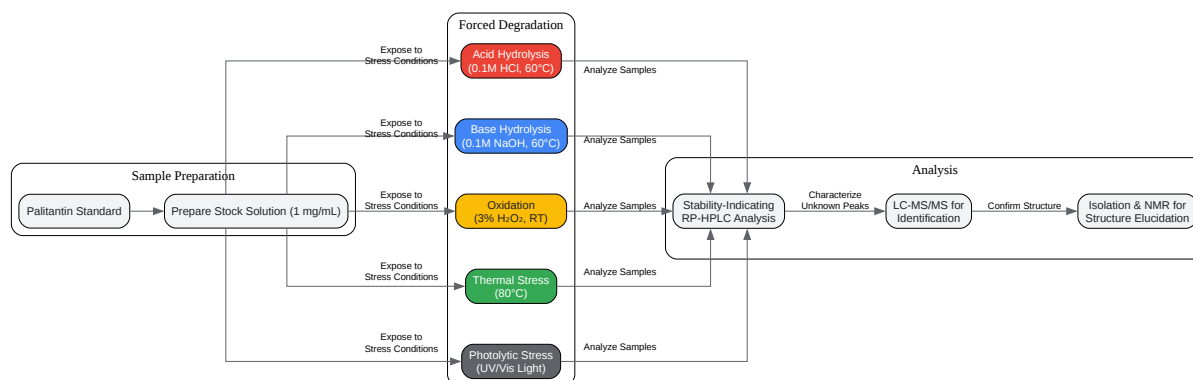 Forced Degradation
Expose to
Stress Conditions
Acid Hydrolysis
(0.1M HCl, 60°C)
Analyze Samples
Expose to
Stress Conditions
Base Hydrolysis
(0.1M NaOH, 60°C)
Analyze Samples
Sample Preparation
Analysis
Palitantin Standard
Prepare Stock Solution (1 mg/mL)
Expose to
Stress Conditions
Oxidation
(3% H₂O₂, RT)
Analyze Samples
Stability-Indicating
RP-HPLC Analysis
Characterize
Unknown Peaks
LC-MS/MS for
Identification
Confirm Structure
Isolation & NMR for
Structure Elucidation
Expose to
Stress Conditions
Thermal Stress
(80°C)
Analyze Samples
Expose to
Stress Conditions
Photolytic Stress
(UV/Vis Light)
Analyze Samples